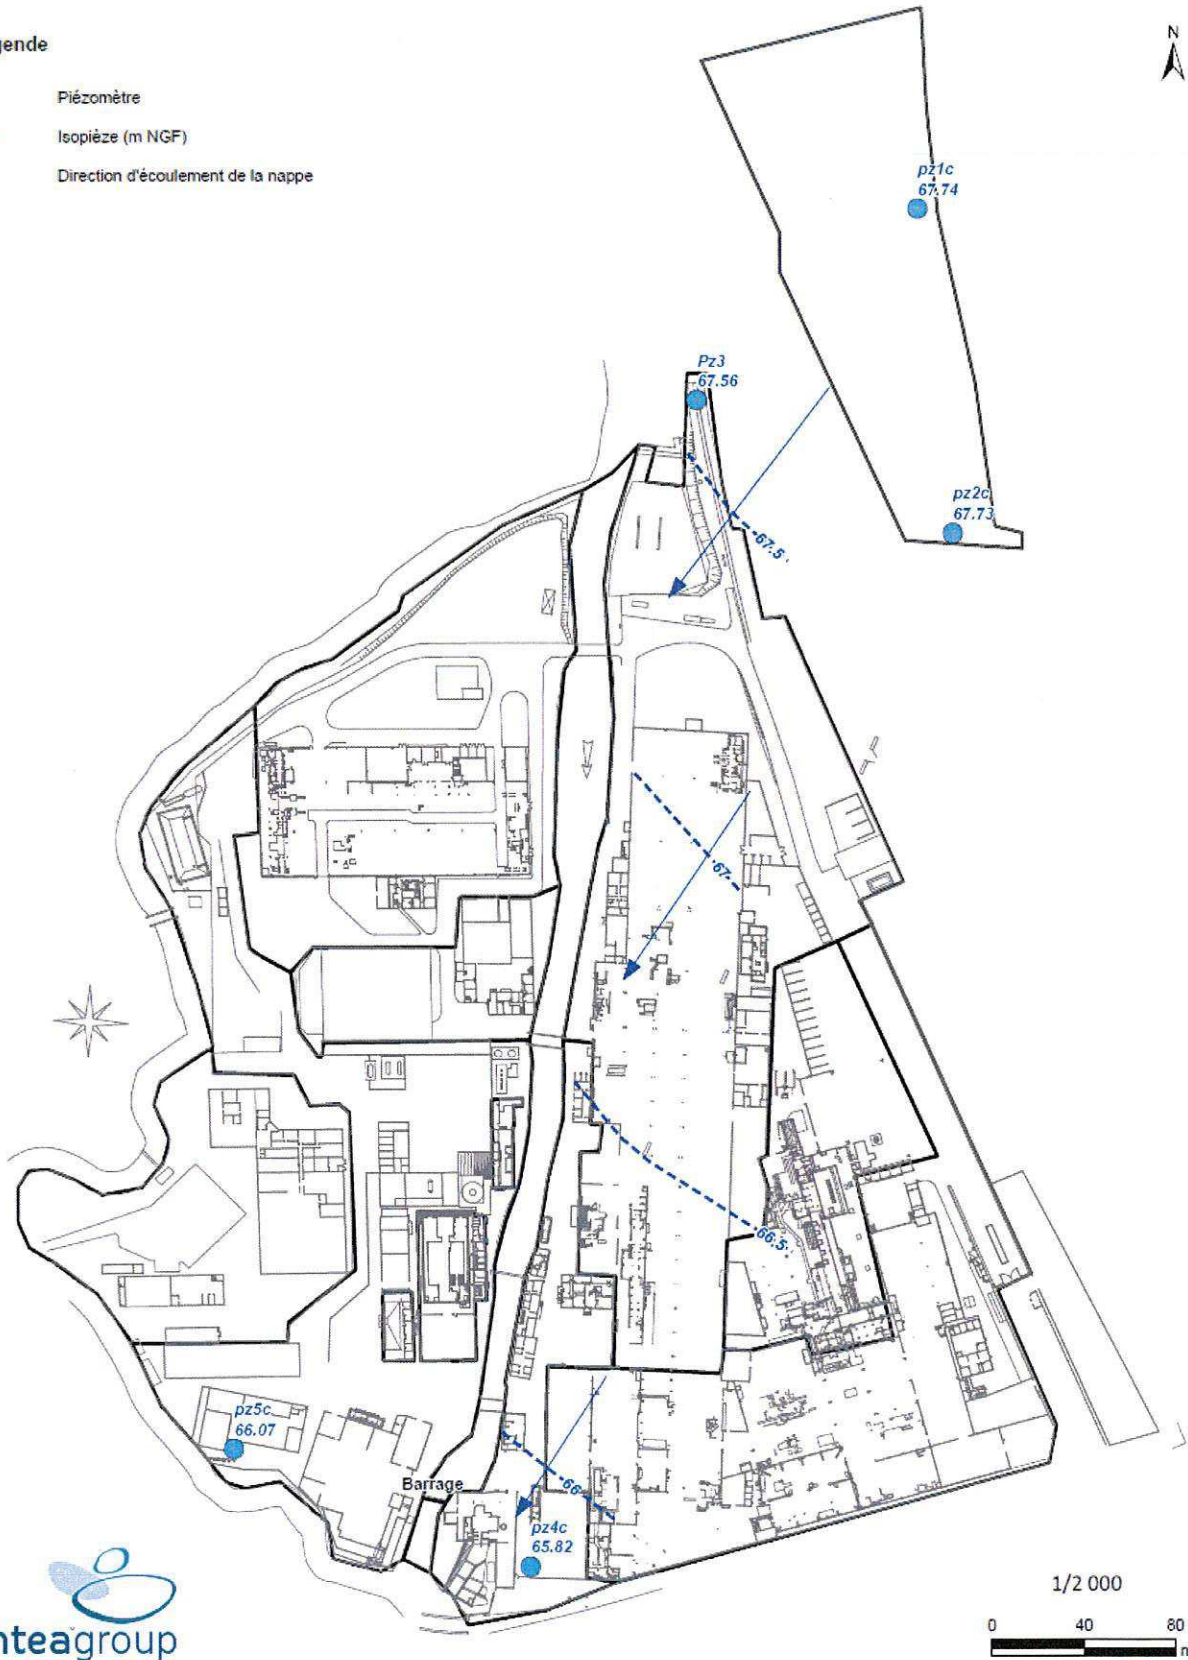 gende
Piézomètre
Isopièze (m NGF)
Direction d'écoulement de la nappe
N
pz1c
67.74
Pz3
67.56
pz2c
67.73
67.5
67
66.5
pz5c
66.07
Barrage
66
pz4c
65.82
1/2 000
0 40 80
nteagroup